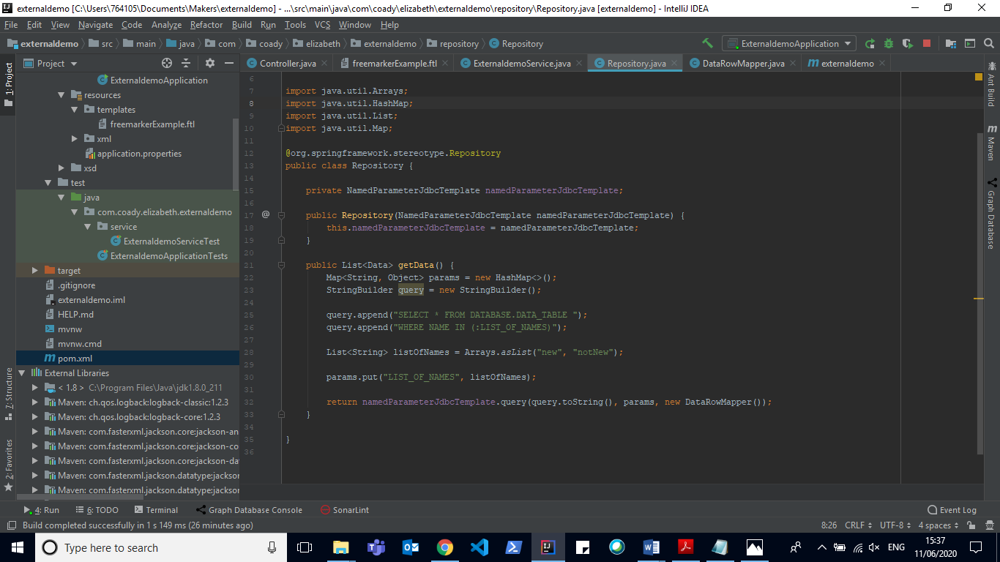 externaldemo [C:\Users\764105\Documents\Makers\externaldemo] - ...\src\main\java\com\coady\elizabeth\externaldemo\repository\Repository.java [externaldemo] - IntelliJ IDEA
File Edit View Navigate Code Analyze Refactor Build Run Tools VCS Window Help
externaldemo src main java com coady elizabeth externaldemo repository Repository
ExternaldemoApplication
Project
Controller.java freemarkerExample.ftl ExternaldemoService.java Repository.java DataRowMapper.java externaldemo
1: Project
7: Structure
2: Favorites
ExternaldemoApplication
resources
templates
freemarkerExample.ftl
xml
application.properties
xsd
test
java
com.coady.elizabeth.externaldemo
service
ExternaldemoServiceTest
ExternaldemoApplicationTests
target
.gitignore
externaldemo.iml
HELP.md
mvnw
mvnw.cmd
pom.xml
External Libraries
< 1.8 > C:\Program Files\Java\jdk1.8.0_211
Maven: ch.qos.logback:logback-classic:1.2.3
Maven: ch.qos.logback:logback-core:1.2.3
Maven: com.fasterxml.jackson.core:jackson-an
Maven: com.fasterxml.jackson.core:jackson-co
Maven: com.fasterxml.jackson.core:jackson-da
Maven: com.fasterxml.jackson.datatype:jackson
Maven: com.fasterxml.jackson.datatype:jackson
6
7 import java.util.Arrays;
8 import java.util.HashMap;
9 import java.util.List;
10 import java.util.Map;
11
12 @org.springframework.stereotype.Repository
13 public class Repository {
14
15 private NamedParameterJdbcTemplate namedParameterJdbcTemplate;
16
17 @ public Repository(NamedParameterJdbcTemplate namedParameterJdbcTemplate) {
18 this.namedParameterJdbcTemplate = namedParameterJdbcTemplate;
19 }
20
21 public List<Data> getData() {
22 Map<String, Object> params = new HashMap<>();
23 StringBuilder query = new StringBuilder();
24
25 query.append("SELECT * FROM DATABASE.DATA_TABLE ");
26 query.append("WHERE NAME IN (:LIST_OF_NAMES)");
27
28 List<String> listOfNames = Arrays.asList("new", "notNew");
29
30 params.put("LIST_OF_NAMES", listOfNames);
31
32 return namedParameterJdbcTemplate.query(query.toString(), params, new DataRowMapper());
33 }
34
35 }
36
Ant Build
Maven
Graph Database
4: Run 6: TODO Terminal Graph Database Console SonarLint Event Log
Build completed successfully in 1 s 149 ms (26 minutes ago) 8:26 CRLF UTF-8 4 spaces
Type here to search
ENG
15:37
11/06/2020